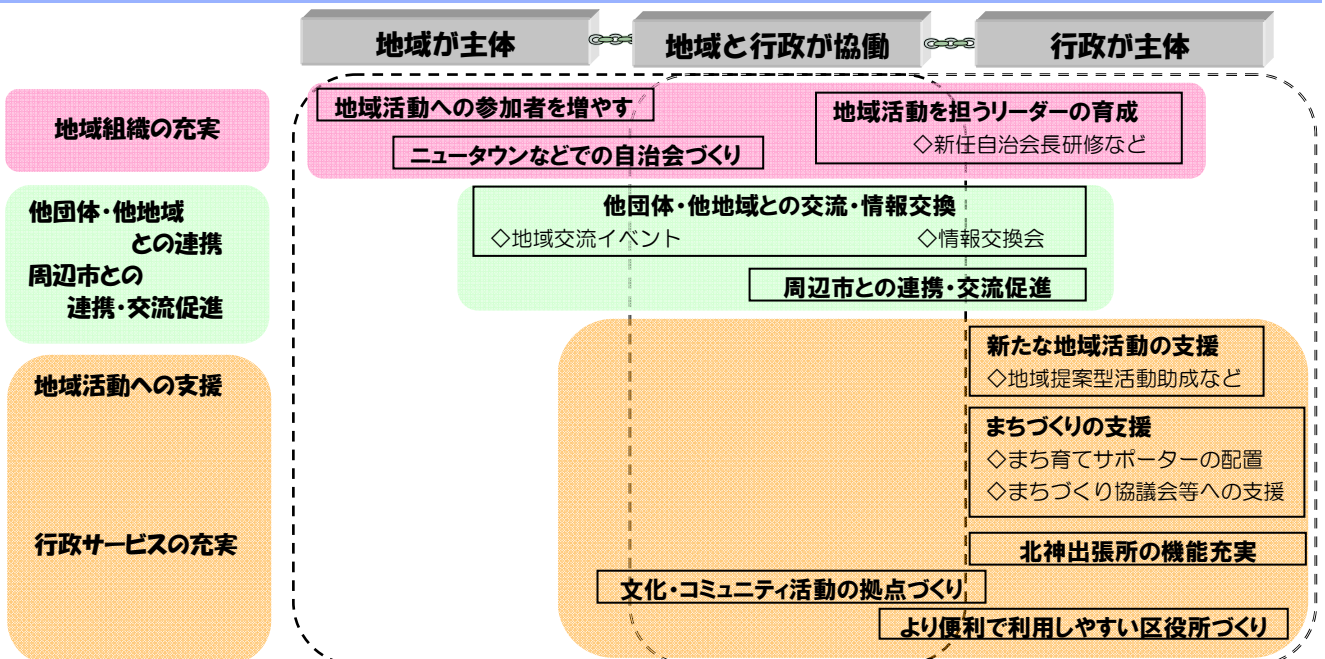 地域が主体
地域と行政が協働
行政が主体
地域組織の充実
地域活動への参加者を増やす
ニュータウンなどでの自治会づくり
地域活動を担うリーダーの育成
◇新任自治会長研修など
他団体・他地域
との連携
周辺市との
連携・交流促進
他団体・他地域との交流・情報交換
◇地域交流イベント ◇情報交換会
周辺市との連携・交流促進
地域活動への支援
新たな地域活動の支援
◇地域提案型活動助成など
まちづくりの支援
◇まち育てサポーターの配置
◇まちづくり協議会等への支援
行政サービスの充実
北神出張所の機能充実
文化・コミュニティ活動の拠点づくり
より便利で利用しやすい区役所づくり